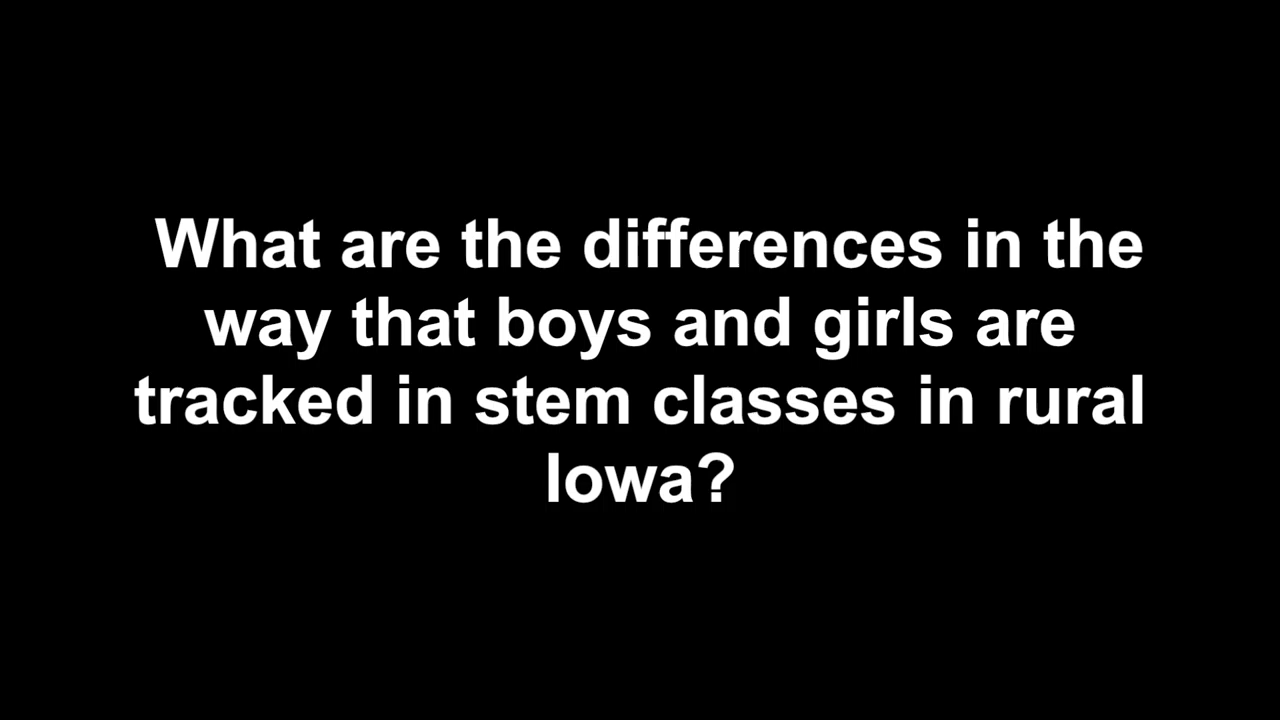 What are the differences in the
way that boys and girls are
tracked in stem classes in rural
Iowa?